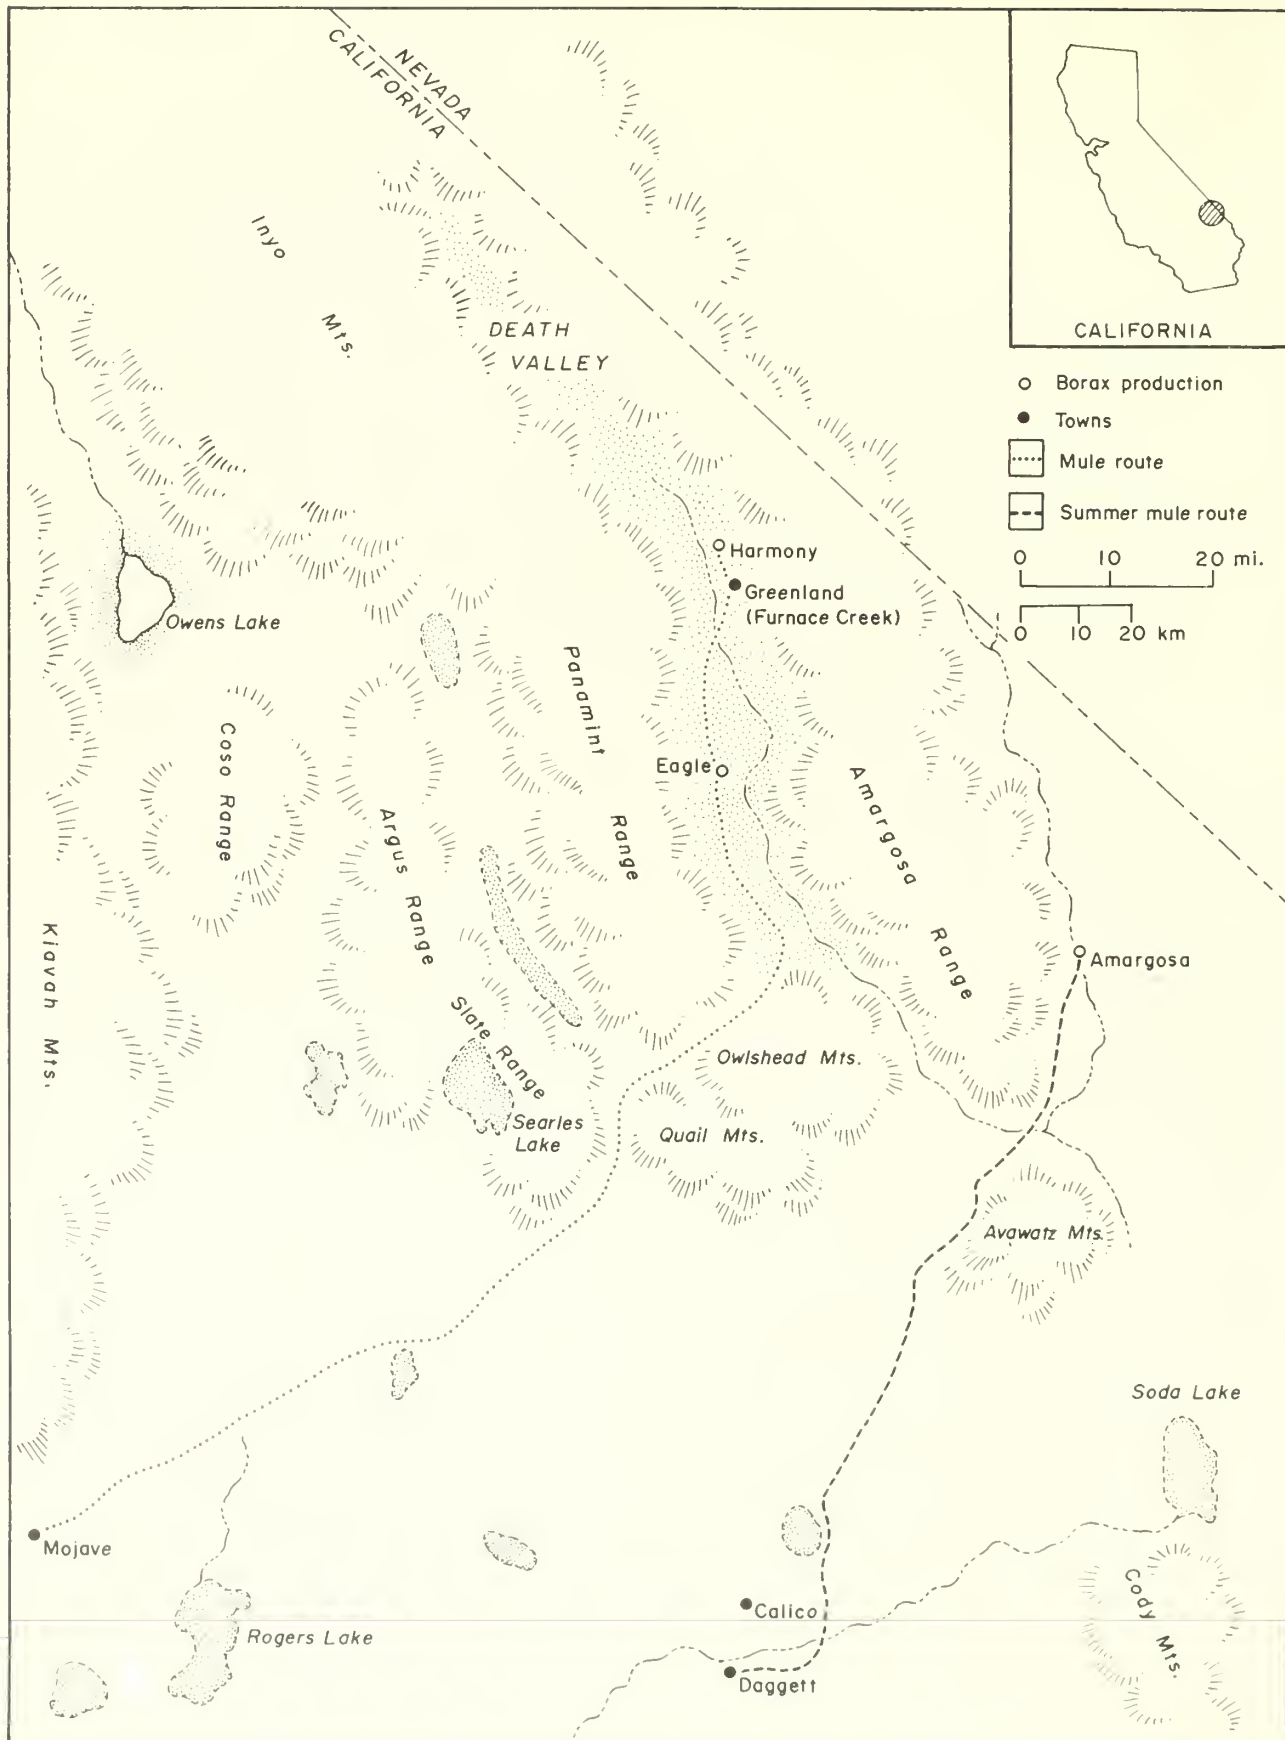 NEVADA
CALIFORNIA
CALIFORNIA
Borax production
Towns
Mule route
Summer mule route
0 10 20 mi.
0 10 20 km
Inyo
Mts.
DEATH
VALLEY
Harmony
Greenland
(Furnace Creek)
Owens Lake
Panamint
Range
Coso Range
Eagle
Amargosa
Range
Argus Range
Kiavah Mts.
Amargosa
Slate Range
Owlshead Mts.
Searles
Lake
Quail Mts.
Avawatz Mts.
Soda Lake
Mojave
Calico
Cody Mts.
Rogers Lake
Daggett